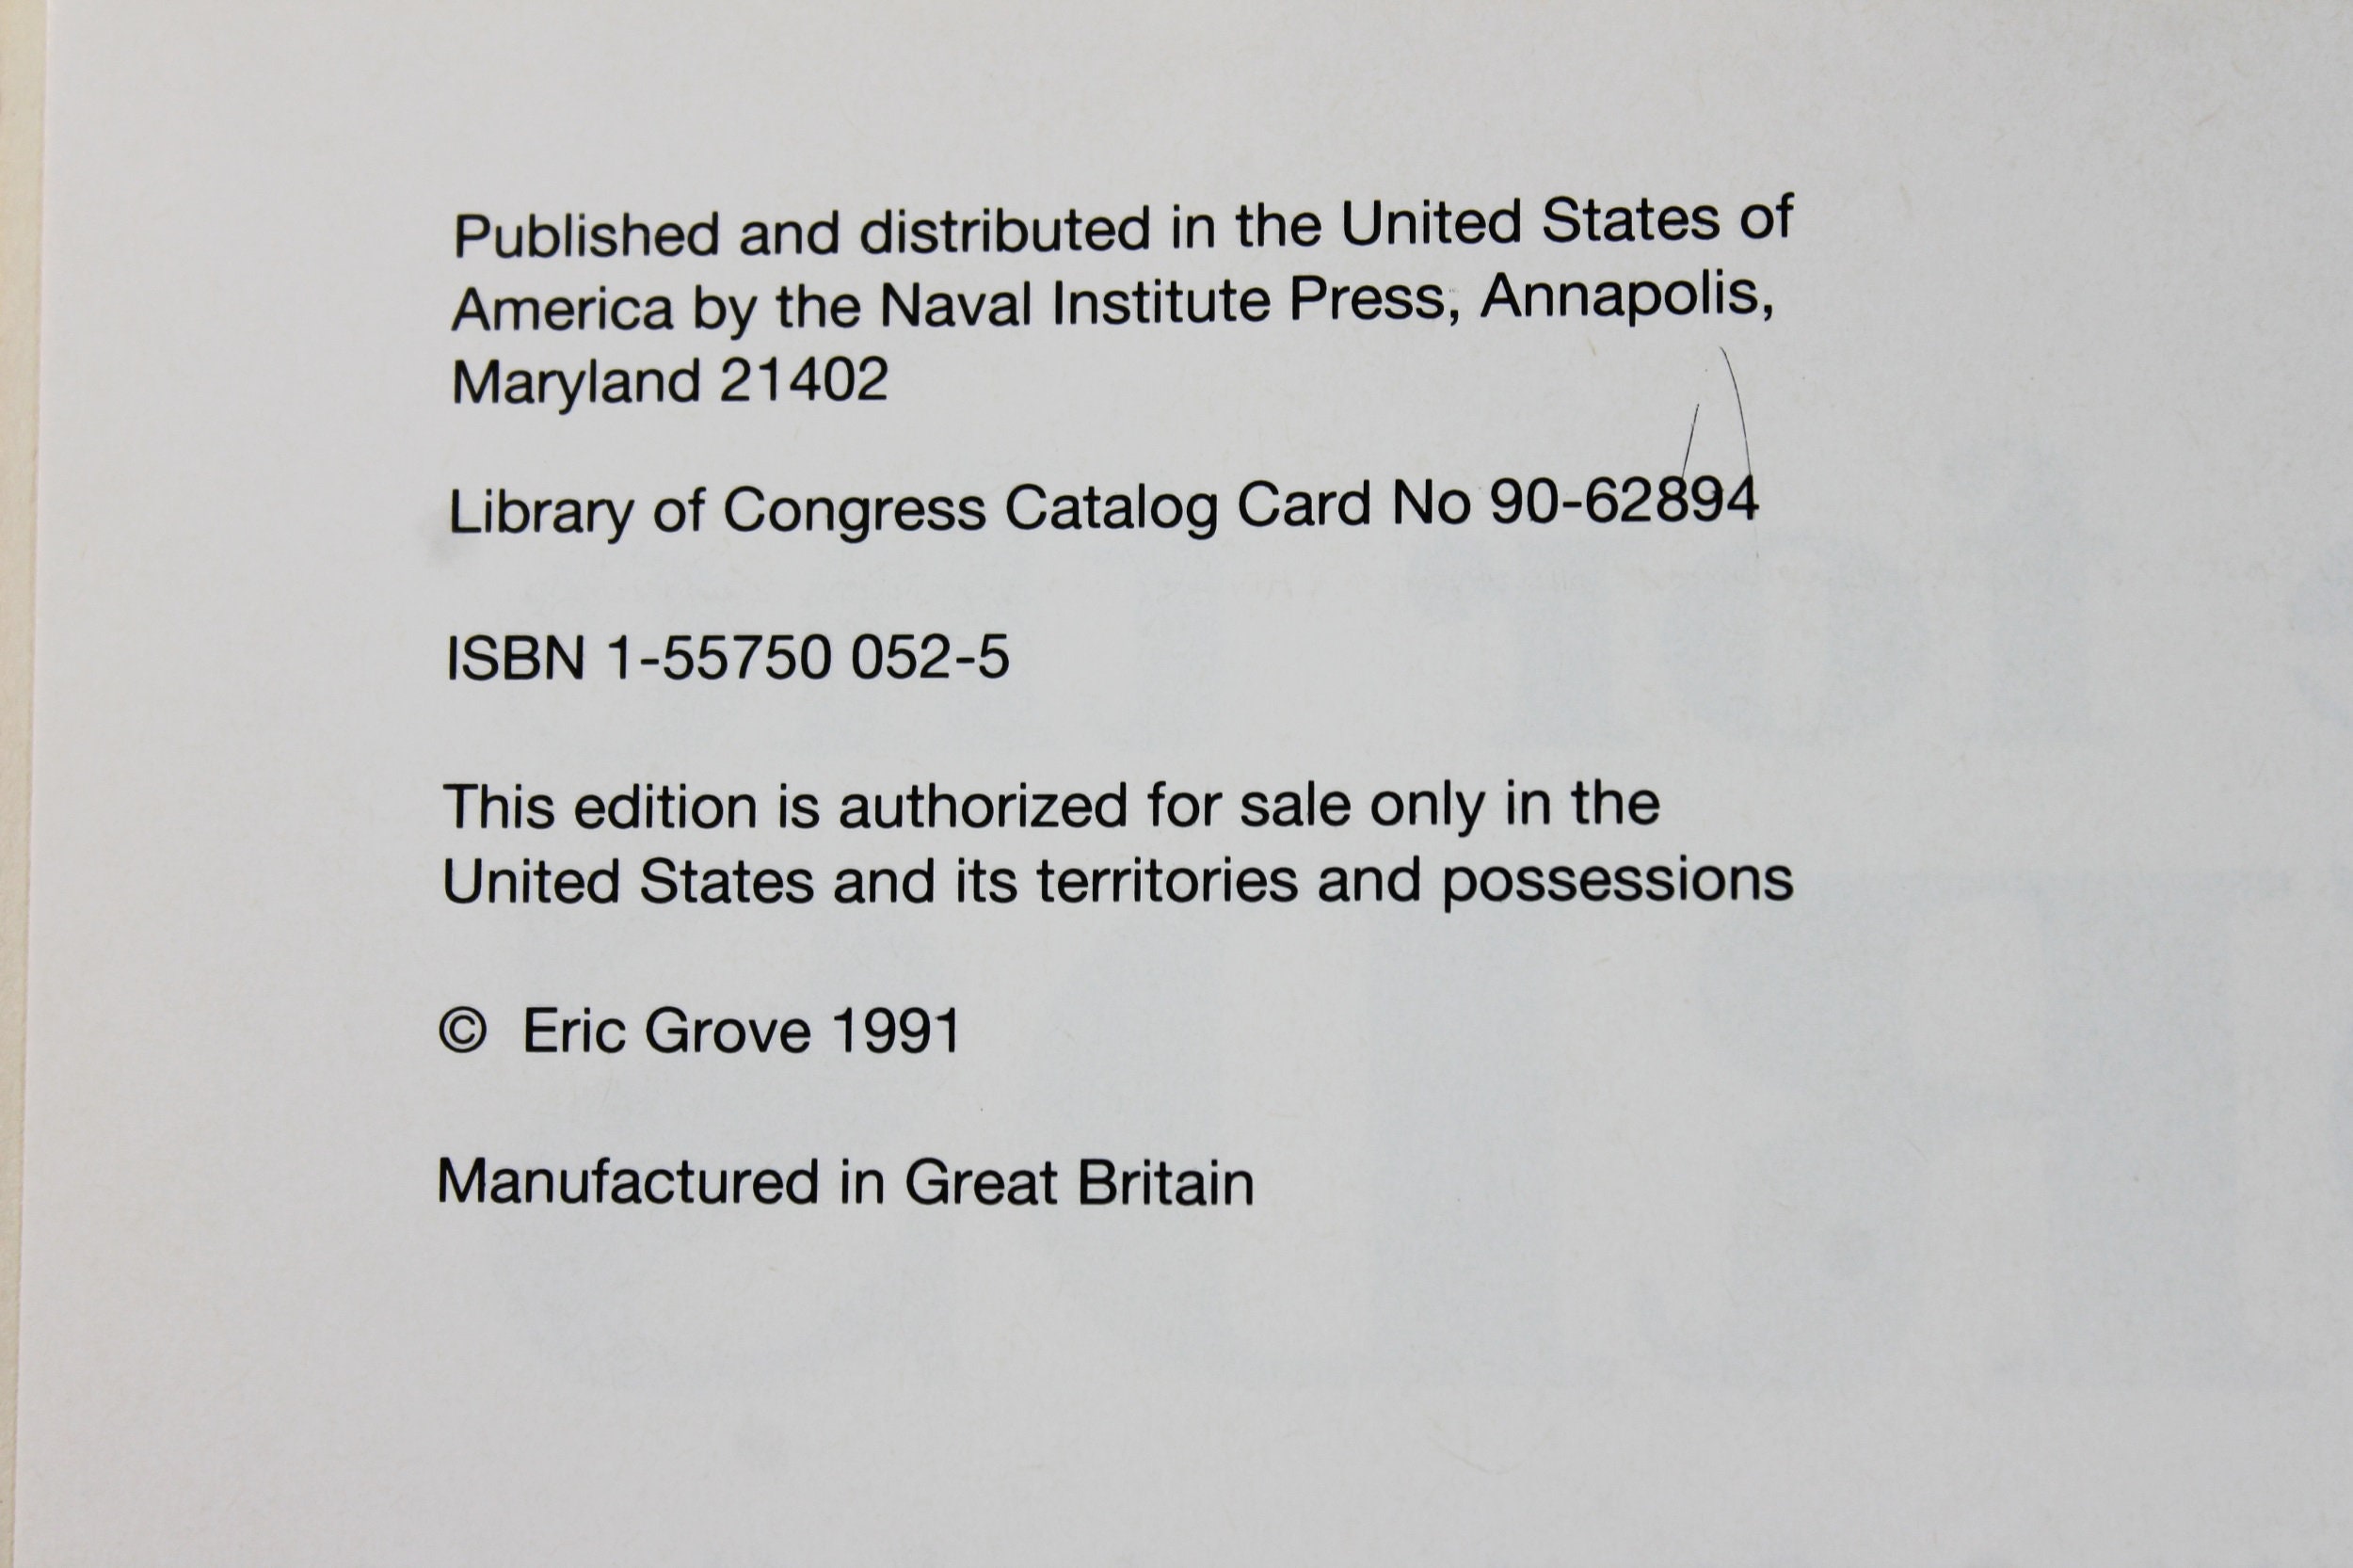 Published and distributed in the United States of
America by the Naval Institute Press, Annapolis,
Maryland 21402
Library of Congress Catalog Card No 90-62894
ISBN 1-55750 052-5
This edition is authorized for sale only in the
United States and its territories and possessions
© Eric Grove 1991
Manufactured in Great Britain